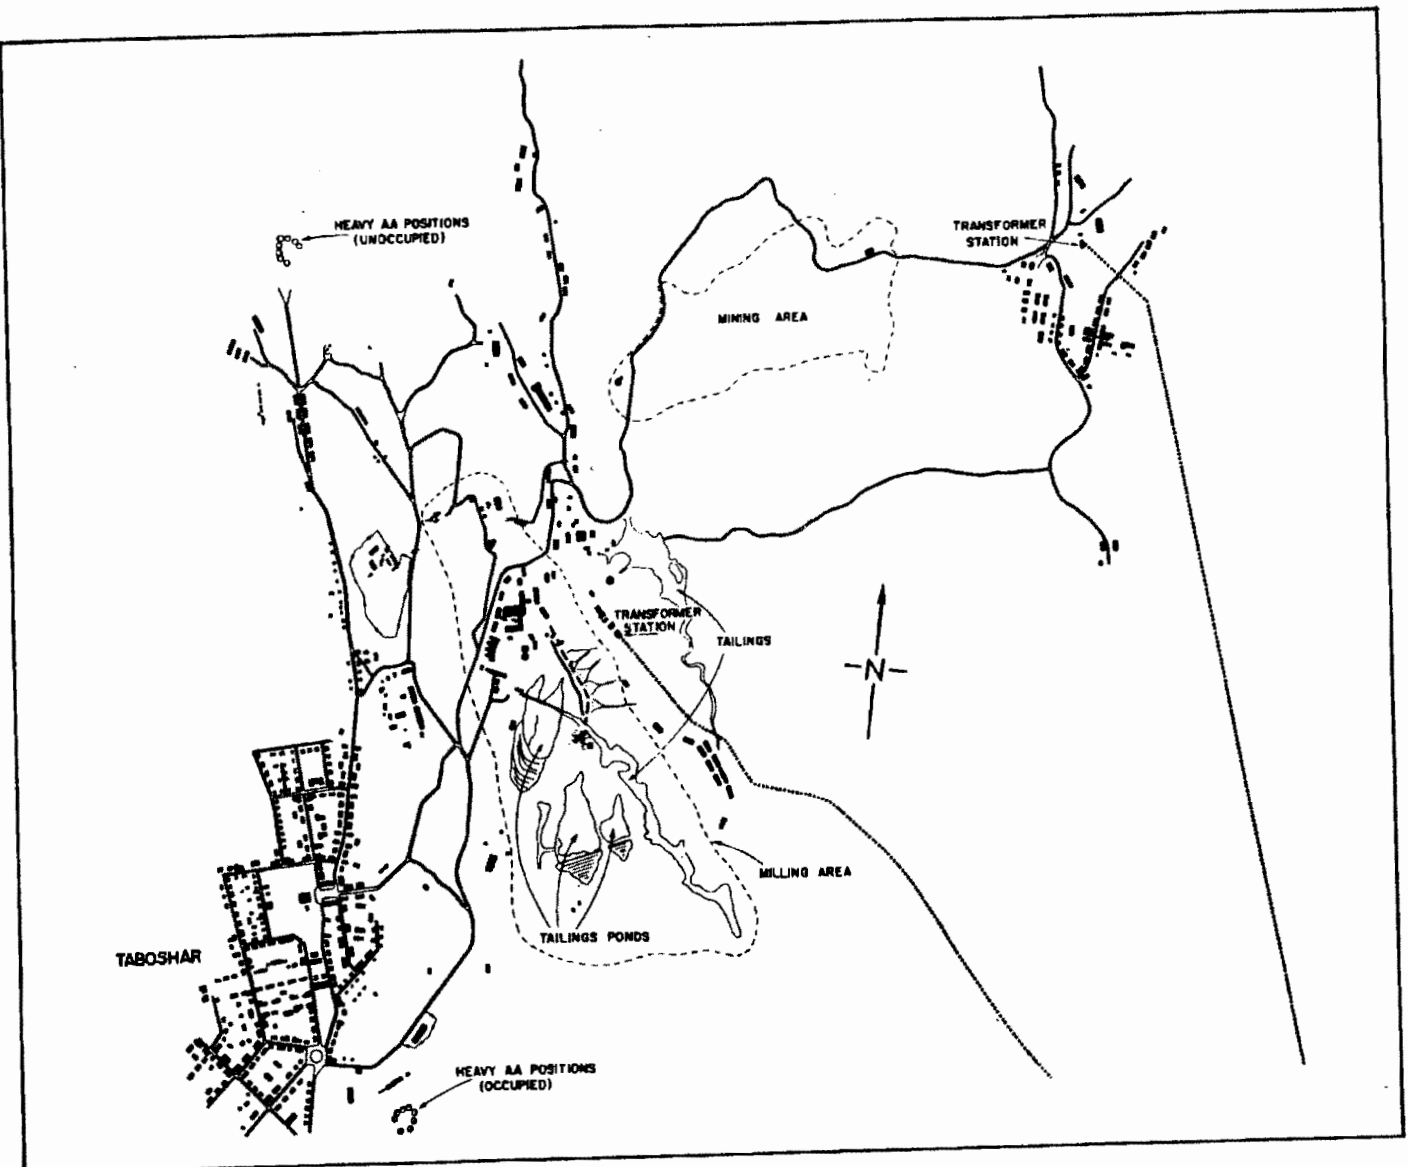 HEAVY AA POSITIONS
(UNOCCUPIED)
TRANSFORMER
STATION
MINING AREA
TRANSFORMER
STATION
TAILINGS
N
MILLING AREA
TAILINGS PONDS
TABOSHAR
HEAVY AA POSITIONS
(OCCUPIED)